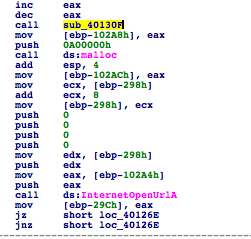 inc eax
dec eax
call sub_40130F
mov [ebp-102A8h], eax
push 0A00000h
call ds:malloc
add esp, 4
mov [ebp-102ACh], eax
mov ecx, [ebp-298h]
add ecx, 8
mov [ebp-298h], ecx
push 0
push 0
push 0
push 0
mov edx, [ebp-298h]
push edx
mov eax, [ebp-102A4h]
push eax
call ds:InternetOpenUrlA
mov [ebp-29Ch], eax
jz short loc_40126E
jnz short loc_40126E